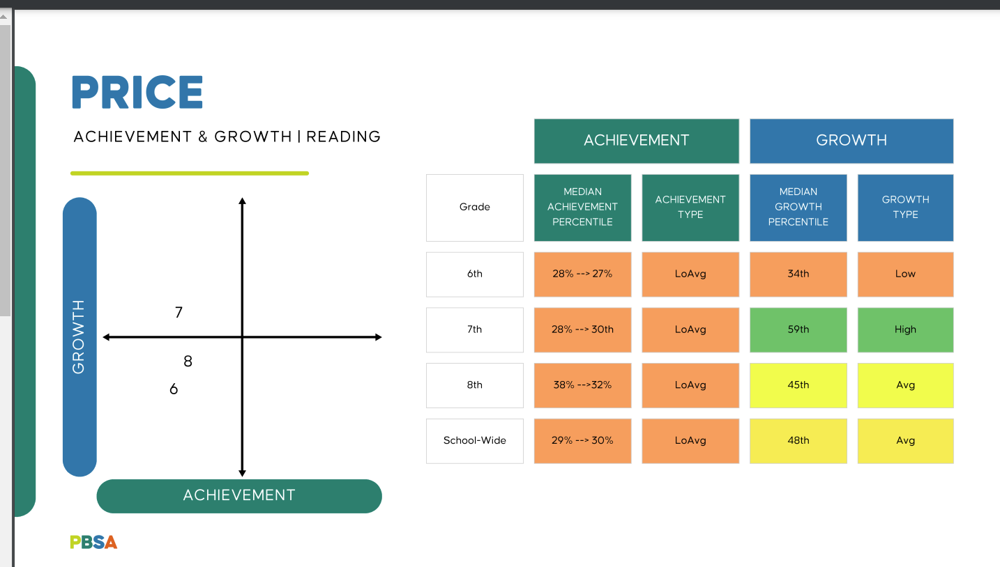 PRICE
ACHIEVEMENT & GROWTH | READING
GROWTH
7
8
6
ACHIEVEMENT
PBSA
ACHIEVEMENT GROWTH
Grade
MEDIAN
ACHIEVEMENT
PERCENTILE
ACHIEVEMENT
TYPE
MEDIAN
GROWTH
PERCENTILE
GROWTH
TYPE
6th 28% --> 27% LoAvg 34th Low
7th 28% --> 30th LoAvg 59th High
8th 38% -->32% LoAvg 45th Avg
School-Wide 29% --> 30% LoAvg 48th Avg